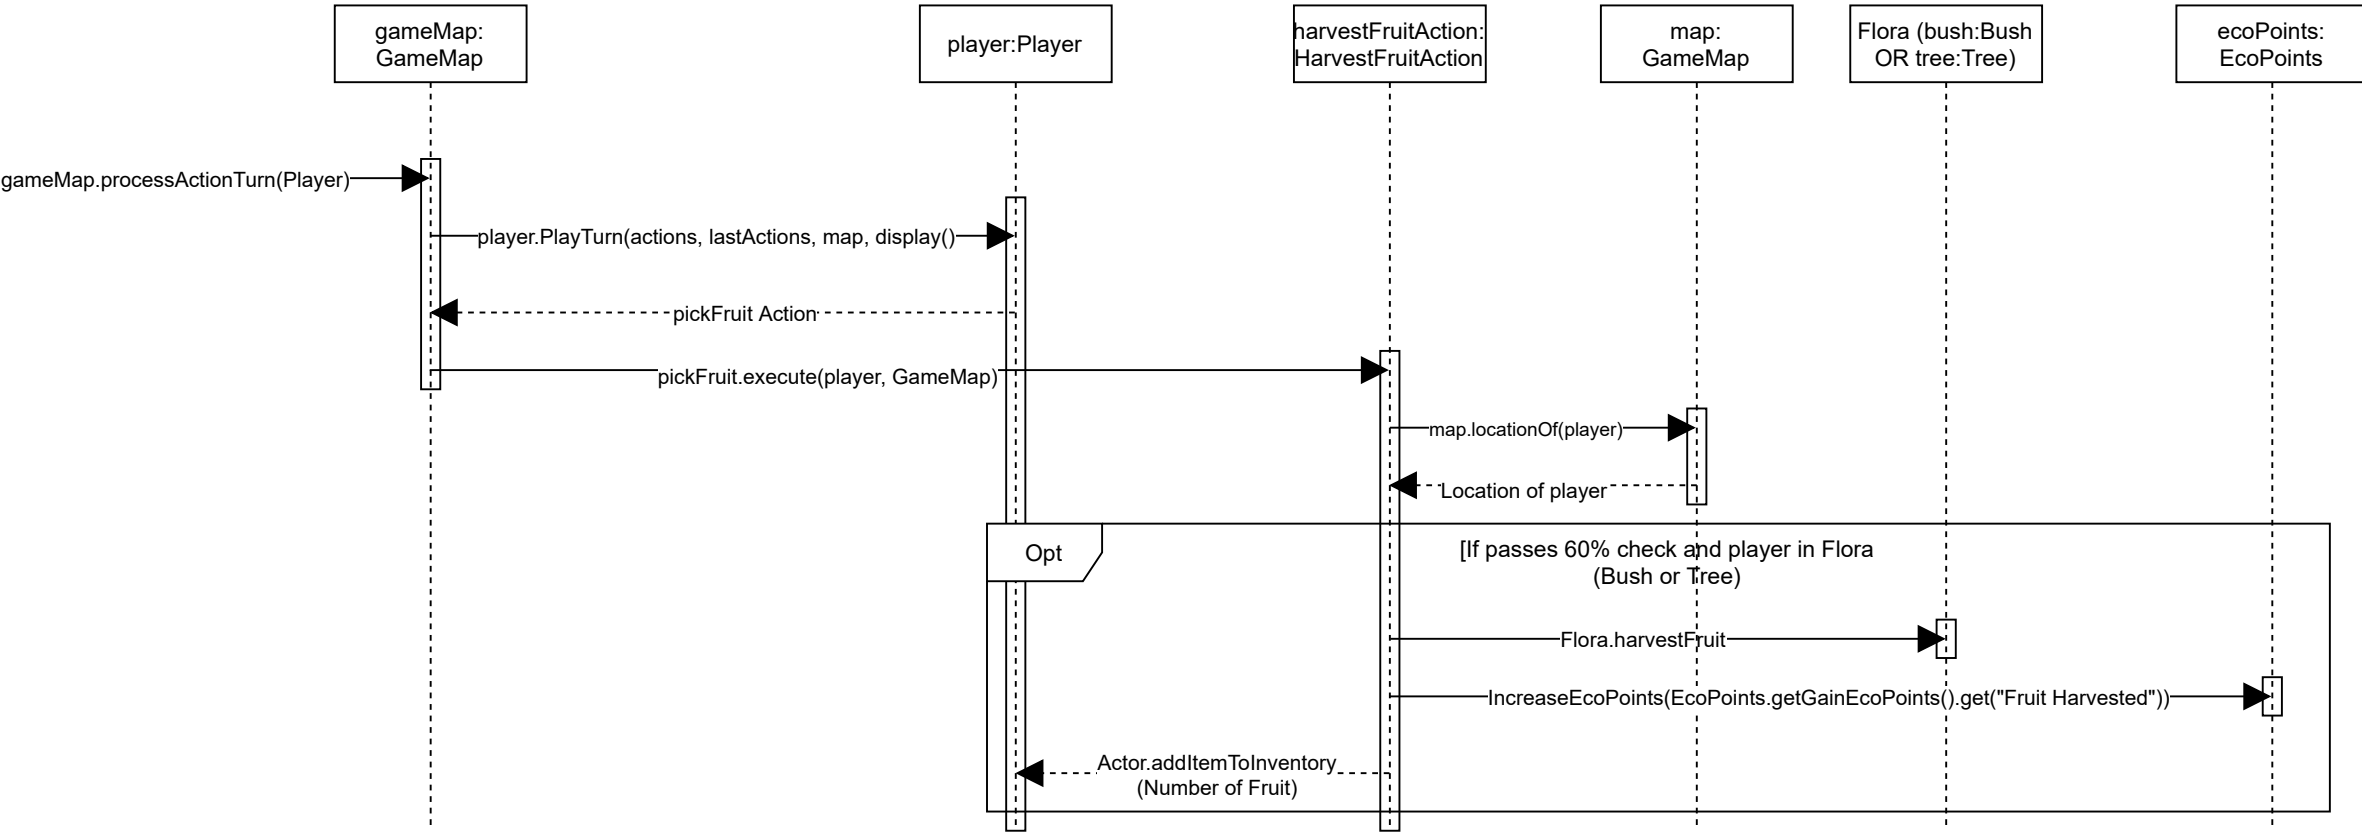 gameMap:
GameMap
player:Player
harvestFruitAction:
HarvestFruitAction
map:
GameMap
Flora (bush:Bush
OR tree:Tree)
ecoPoints:
EcoPoints
gameMap.processActionTurn(Player)
player.PlayTurn(actions, lastActions, map, display()
pickFruit Action
pickFruit.execute(player, GameMap)
map.locationOf(player)
Location of player
Opt
[If passes 60% check and player in Flora
(Bush or Tree)
Flora.harvestFruit
IncreaseEcoPoints(EcoPoints.getGainEcoPoints().get("Fruit Harvested"))
Actor.addItemToInventory
(Number of Fruit)